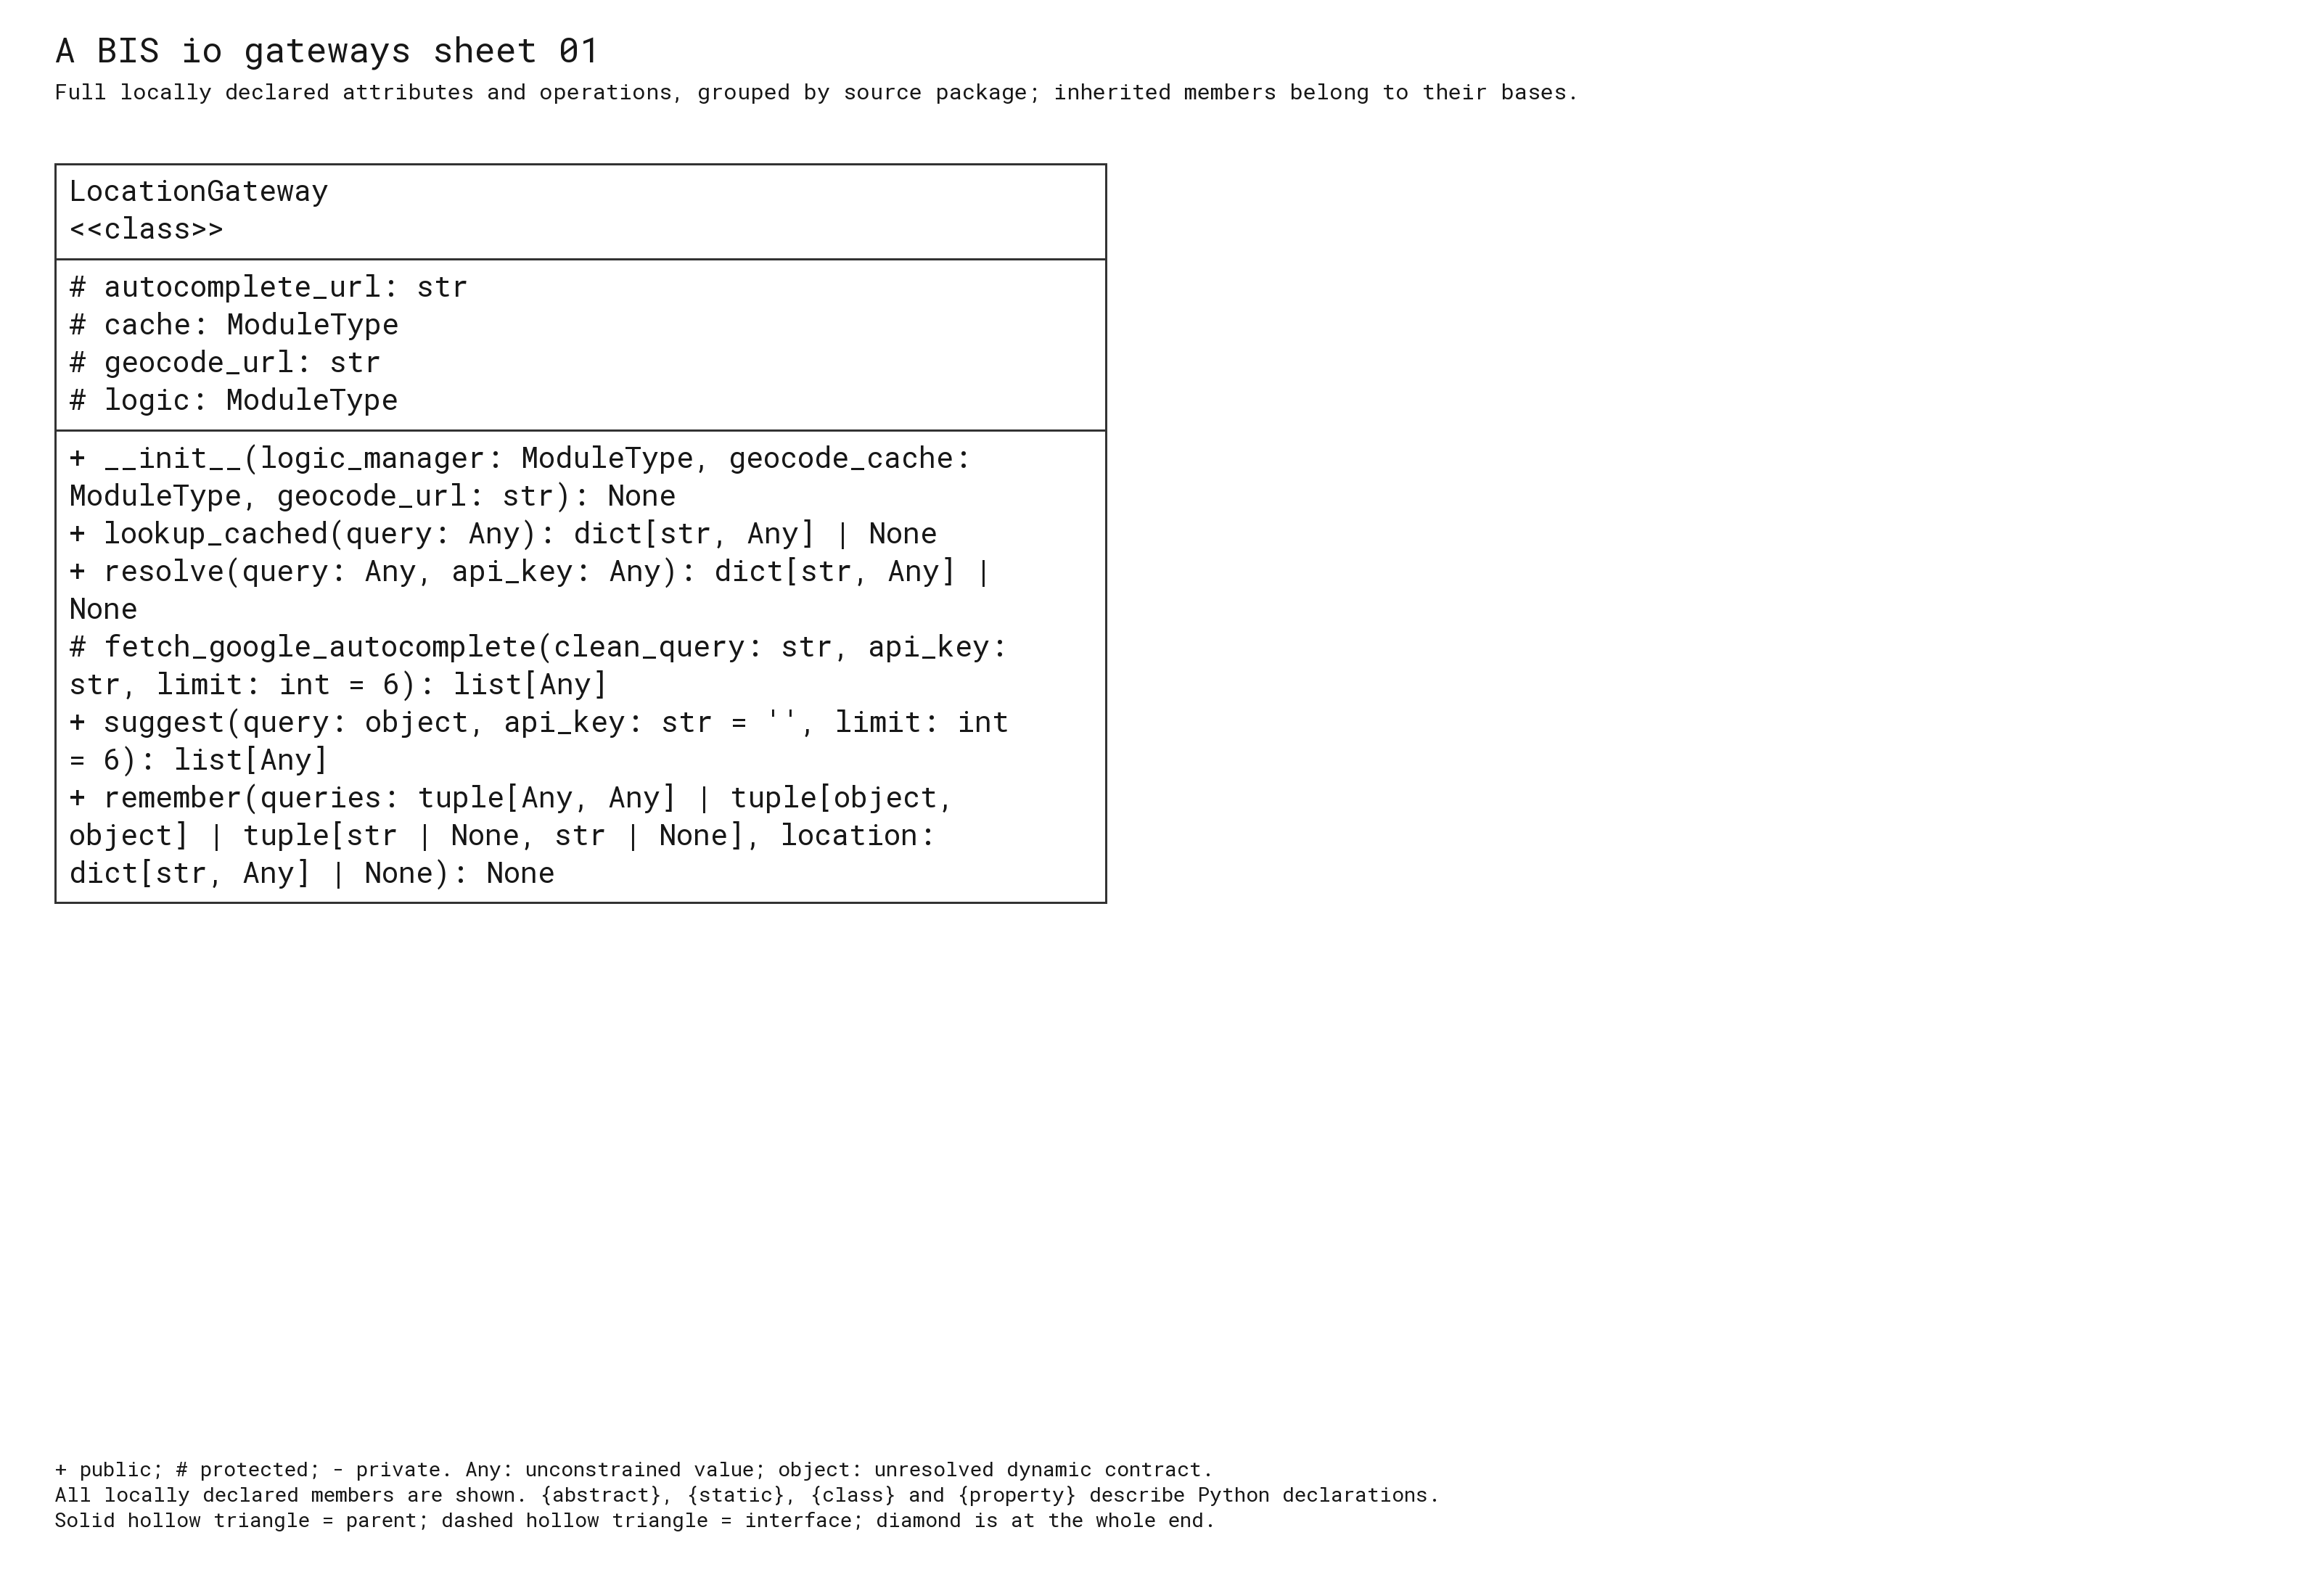 A BIS io gateways sheet 01
Full locally declared attributes and operations, grouped by source package; inherited members belong to their bases.
LocationGateway
<<class>>
# autocomplete_url: str
# cache: ModuleType
# geocode_url: str
# logic: ModuleType
+ __init__(logic_manager: ModuleType, geocode_cache:
ModuleType, geocode_url: str): None
+ lookup_cached(query: Any): dict[str, Any] | None
+ resolve(query: Any, api_key: Any): dict[str, Any] |
None
# fetch_google_autocomplete(clean_query: str, api_key:
str, limit: int = 6): list[Any]
+ suggest(query: object, api_key: str = '', limit: int
= 6): list[Any]
+ remember(queries: tuple[Any, Any] | tuple[object,
object] | tuple[str | None, str | None], location:
dict[str, Any] | None): None
+ public; # protected; - private. Any: unconstrained value; object: unresolved dynamic contract.
All locally declared members are shown. {abstract}, {static}, {class} and {property} describe Python declarations.
Solid hollow triangle = parent; dashed hollow triangle = interface; diamond is at the whole end.